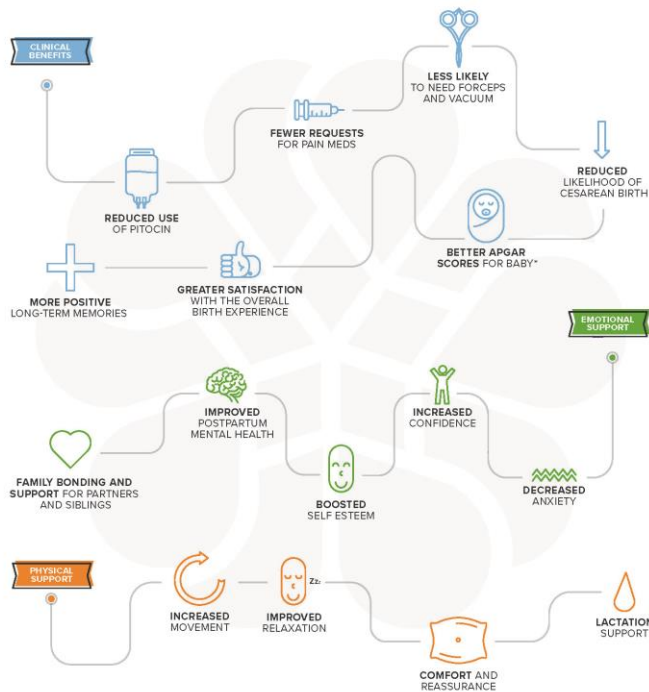 CLINICAL
BENEFITS
REDUCED USE
OF PITOCIN
FEWER REQUESTS
FOR PAIN MEDS
LESS LIKELY
TO NEED FORCEPS
AND VACUUM
REDUCED
LIKELIHOOD OF
CESAREAN BIRTH
BETTER APGAR
SCORES FOR BABY*
GREATER SATISFACTION
WITH THE OVERALL
BIRTH EXPERIENCE
MORE POSITIVE
LONG-TERM MEMORIES
EMOTIONAL
SUPPORT
DECREASED
ANXIETY
INCREASED
CONFIDENCE
BOOSTED
SELF ESTEEM
IMPROVED
POSTPARTUM
MENTAL HEALTH
FAMILY BONDING AND
SUPPORT FOR PARTNERS
AND SIBLINGS
PHYSICAL
SUPPORT
INCREASED
MOVEMENT
Zzz
IMPROVED
RELAXATION
COMFORT AND
REASSURANCE
LACTATION
SUPPORT